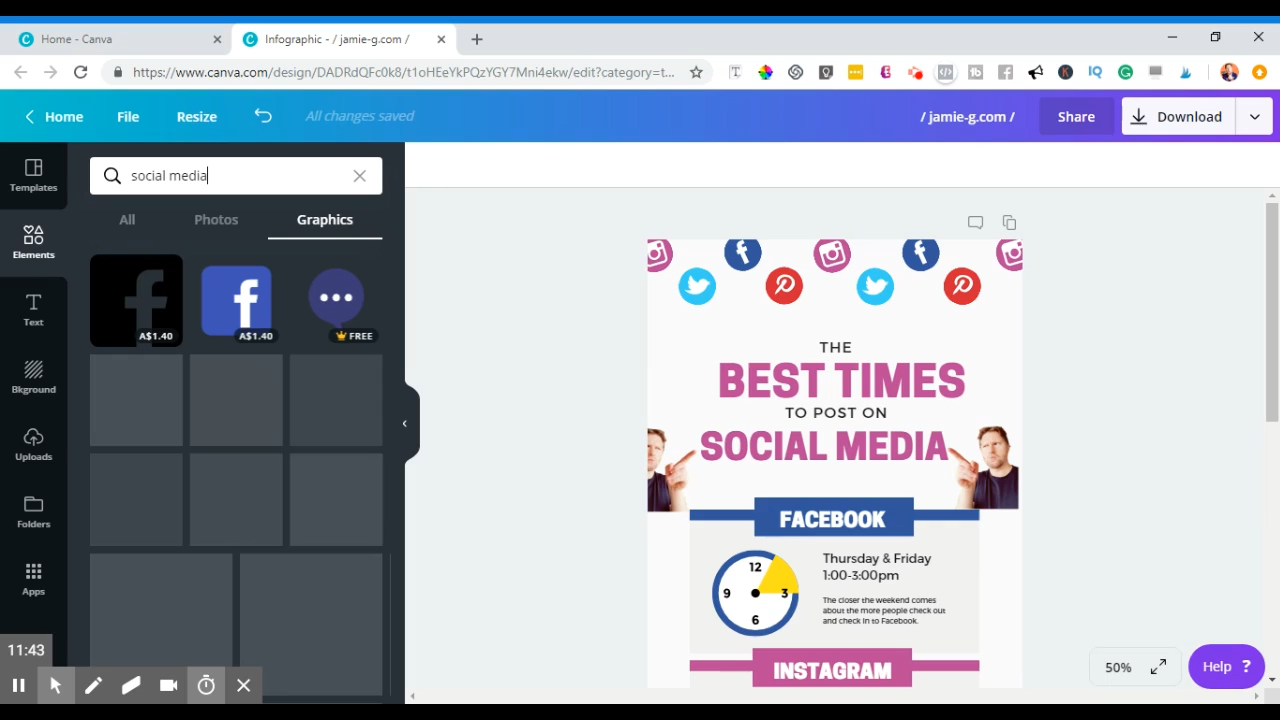 Home - Canva
Infographic - / jamie-g.com /
https://www.canva.com/design/DADRdQFc0k8/t1oHEeYkPQzYGY7Mni4ekw/edit?category=t...
Home
File
Resize
All changes saved
/ jamie-g.com /
Share
Download
Templates
Elements
Text
Bkground
Uploads
Folders
Apps
social media
All
Photos
Graphics
A$1.40
A$1.40
FREE
THE
BEST TIMES
TO POST ON
SOCIAL MEDIA
FACEBOOK
12
3
6
9
Thursday & Friday
1:00-3:00pm
The closer the weekend comes
about the more people check out
and check in to Facebook.
INSTAGRAM
11:43
50%
Help ?